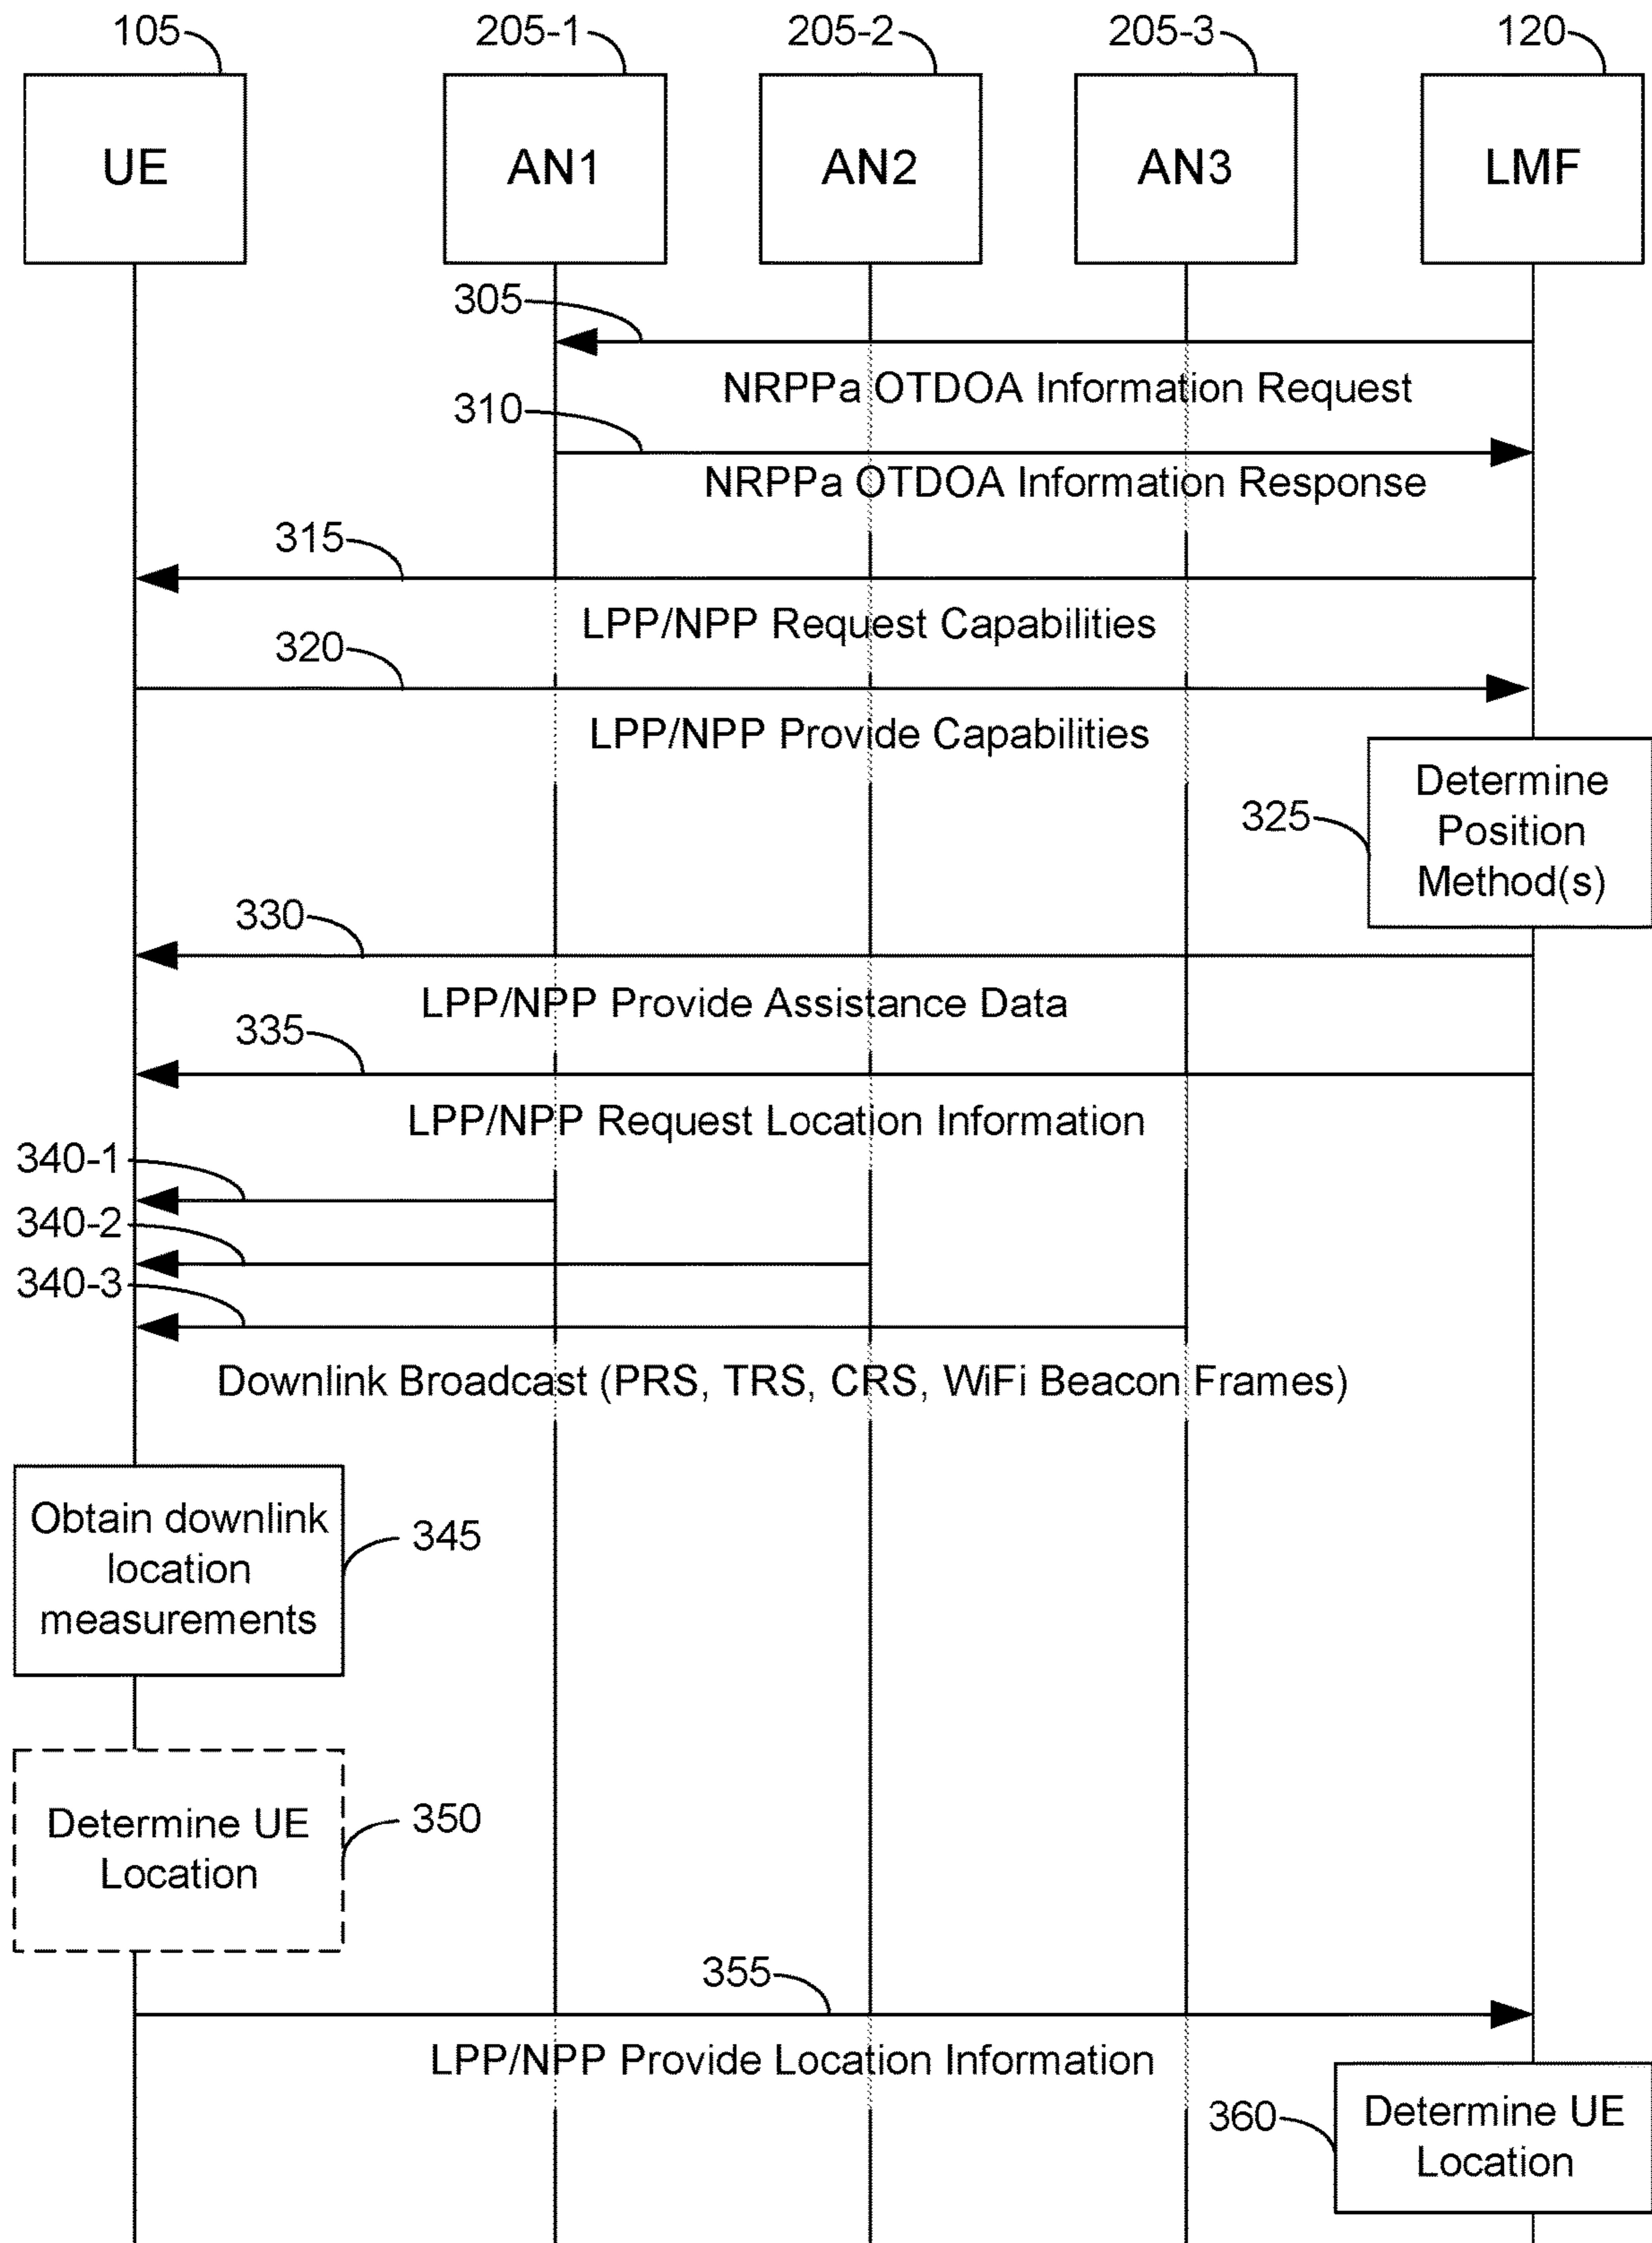 105
205-1
205-2
205-3
120
UE
AN1
AN2
AN3
LMF
305
NRPPa OTDOA Information Request
310
NRPPa OTDOA Information Response
315
LPP/NPP Request Capabilities
320
LPP/NPP Provide Capabilities
Determine
Position
Method(s)
325
330
LPP/NPP Provide Assistance Data
335
LPP/NPP Request Location Information
340-1
340-2
340-3
Downlink Broadcast (PRS, TRS, CRS, WiFi Beacon Frames)
Obtain downlink
location
measurements
345
Determine UE
Location
350
355
LPP/NPP Provide Location Information
360
Determine UE
Location